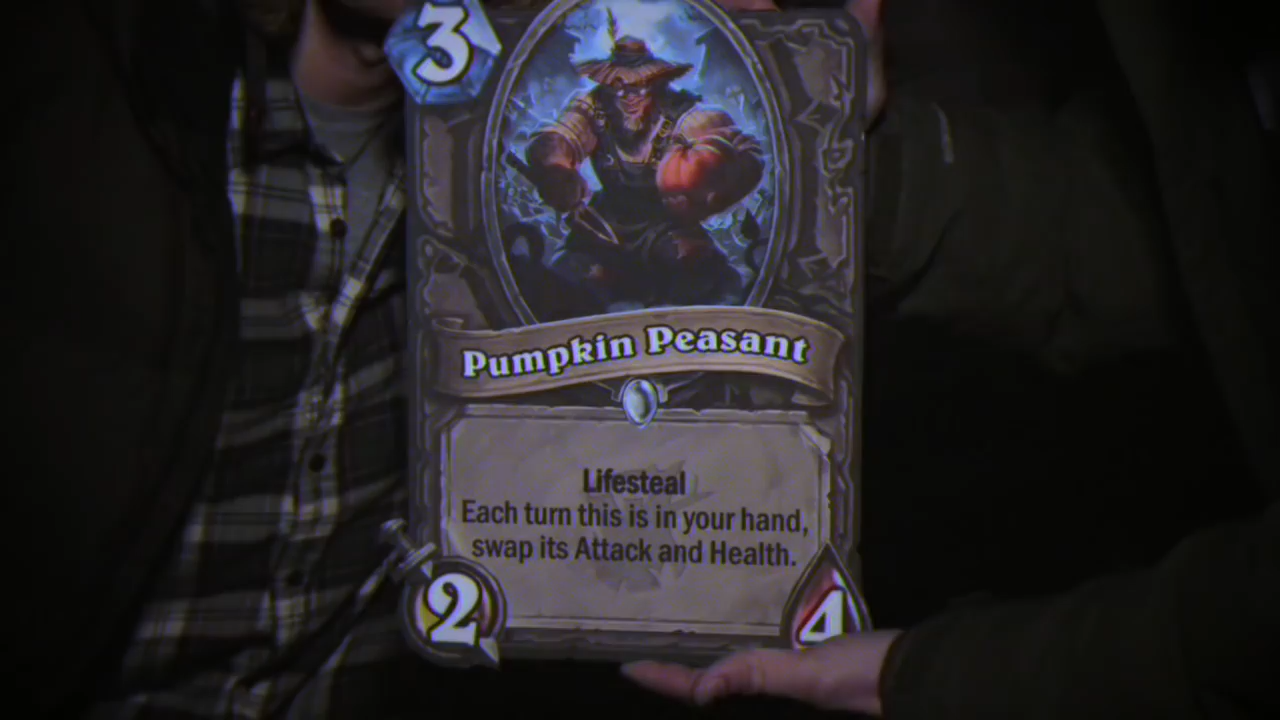 3
Pumpkin Peasant
Lifesteal
Each turn this is in your hand,
swap its Attack and Health.
2
4